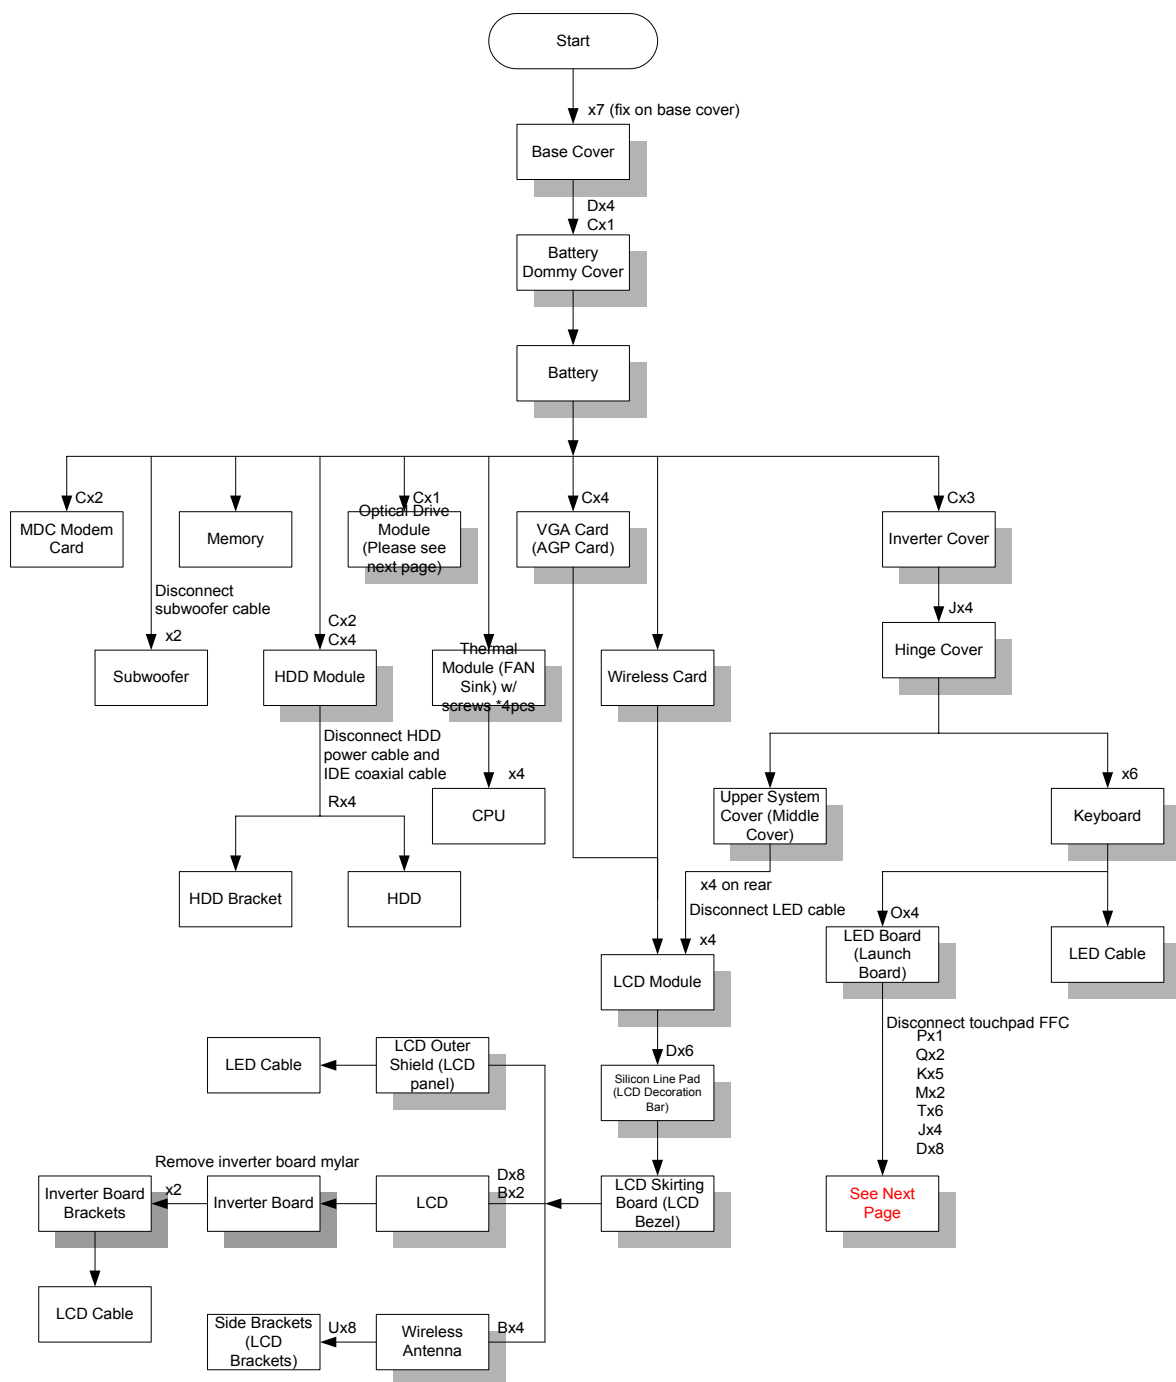 Start
x7 (fix on base cover)
Base Cover
Dx4
Cx1
Battery
Dommy Cover
Battery
Cx2
MDC Modem
Card
Memory
Cx1
Optical Drive
Module
(Please see
next page)
Cx4
VGA Card
(AGP Card)
Cx3
Inverter Cover
Disconnect
subwoofer cable
x2
Subwoofer
Cx2
Cx4
HDD Module
Thermal
Module (FAN
Sink) w/
screws *4pcs
Wireless Card
Jx4
Hinge Cover
Disconnect HDD
power cable and
IDE coaxial cable
Rx4
x4
CPU
Upper System
Cover (Middle
Cover)
x6
Keyboard
HDD Bracket
HDD
x4 on rear
Disconnect LED cable
x4
LCD Module
Ox4
LED Board
(Launch
Board)
LED Cable
Disconnect touchpad FFC
Px1
Qx2
Kx5
Mx2
Tx6
Jx4
Dx8
See Next
Page
Dx6
Silicon Line Pad
(LCD Decoration
Bar)
LCD Outer
Shield (LCD
panel)
LED Cable
LCD Skirting
Board (LCD
Bezel)
Dx8
Bx2
LCD
Remove inverter board mylar
Inverter Board
x2
Inverter Board
Brackets
LCD Cable
Bx4
Wireless
Antenna
Ux8
Side Brackets
(LCD
Brackets)